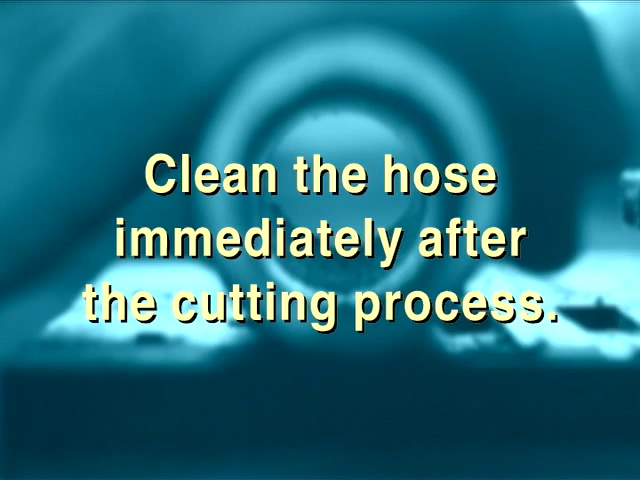 Clean the hose
immediately after
the cutting process.